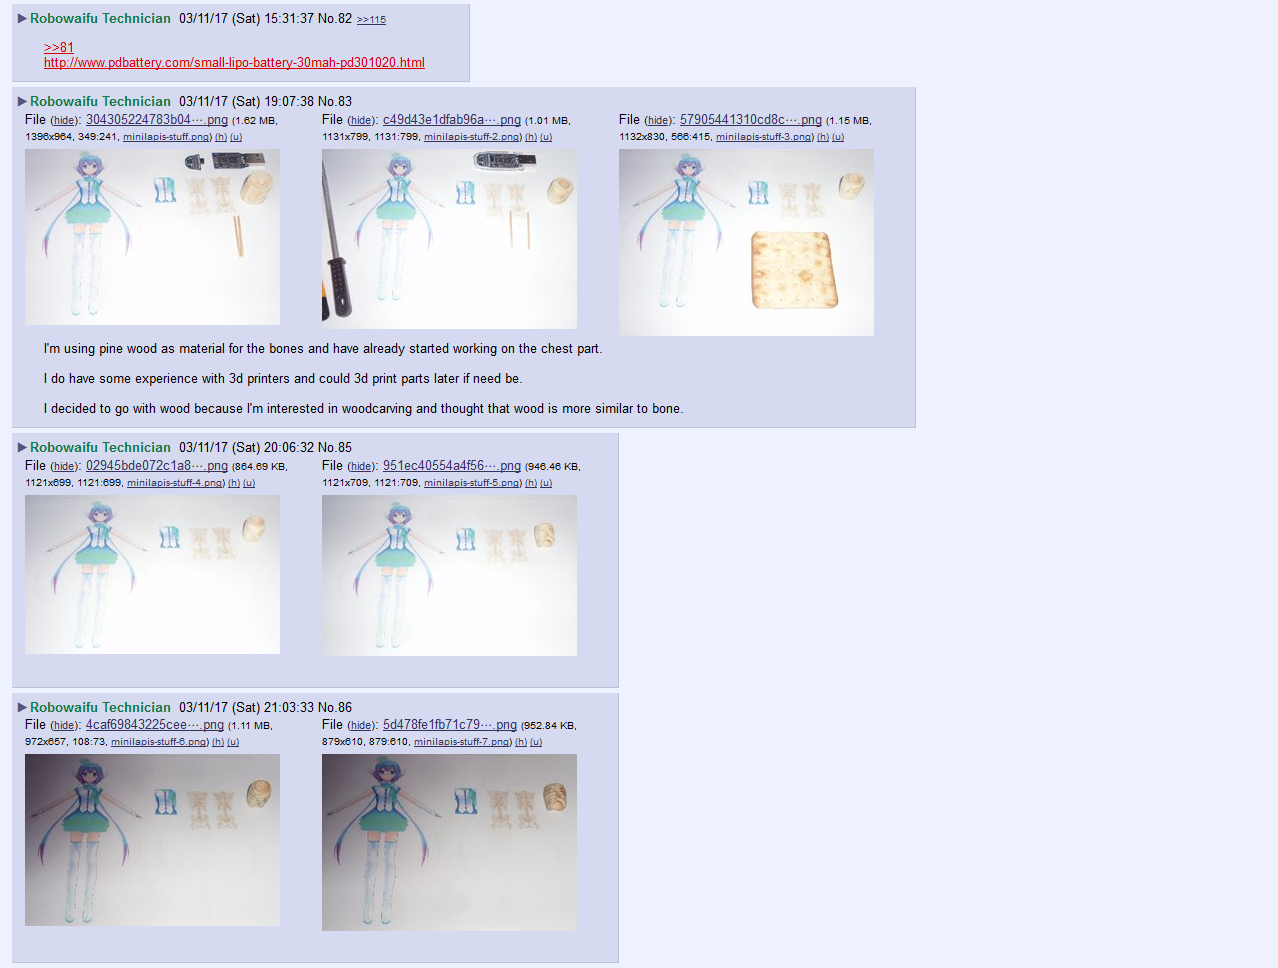 ▶ Robowaifu Technician 03/11/17 (Sat) 15:31:37 No.82 >>115
>>81
http://www.pdbattery.com/small-lipo-battery-30mah-pd301020.html
▶ Robowaifu Technician 03/11/17 (Sat) 19:07:38 No.83
File (hide): 304305224783b04⋯.png (1.62 MB,
1396x964, 349:241, minilapis-stuff.png) (h) (u)
File (hide): c49d43e1dfab96a⋯.png (1.01 MB,
1131x799, 1131:799, minilapis-stuff-2.png) (h) (u)
File (hide): 57905441310cd8c⋯.png (1.15 MB,
1132x830, 566:415, minilapis-stuff-3.png) (h) (u)
I'm using pine wood as material for the bones and have already started working on the chest part.
I do have some experience with 3d printers and could 3d print parts later if need be.
I decided to go with wood because I'm interested in woodcarving and thought that wood is more similar to bone.
▶ Robowaifu Technician 03/11/17 (Sat) 20:06:32 No.85
File (hide): 02945bde072c1a8⋯.png (864.69 KB,
1121x699, 1121:699, minilapis-stuff-4.png) (h) (u)
File (hide): 951ec40554a4f56⋯.png (946.46 KB,
1121x709, 1121:709, minilapis-stuff-5.png) (h) (u)
▶ Robowaifu Technician 03/11/17 (Sat) 21:03:33 No.86
File (hide): 4caf69843225cee⋯.png (1.11 MB,
972x657, 108:73, minilapis-stuff-6.png) (h) (u)
File (hide): 5d478fe1fb71c79⋯.png (952.84 KB,
879x610, 879:610, minilapis-stuff-7.png) (h) (u)